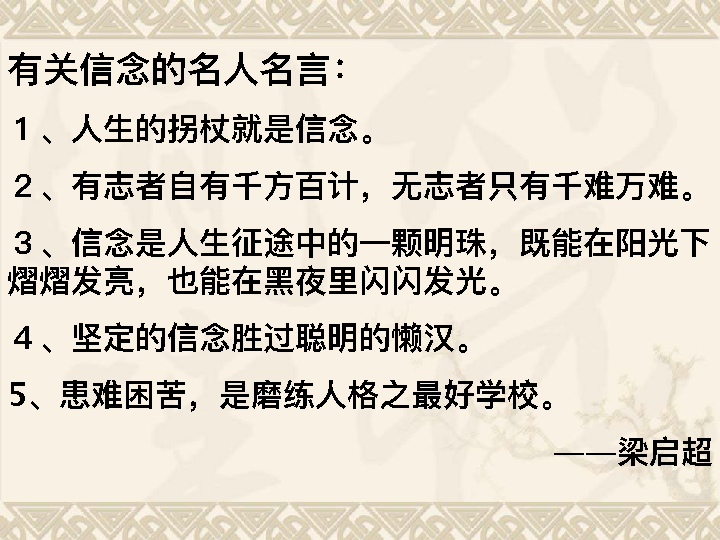 有关信念的名人名言：
１、人生的拐杖就是信念。
２、有志者自有千方百计，无志者只有千难万难。
３、信念是人生征途中的一颗明珠，既能在阳光下
熠熠发亮，也能在黑夜里闪闪发光。
４、坚定的信念胜过聪明的懒汉。
5、患难困苦，是磨练人格之最好学校。
——梁启超